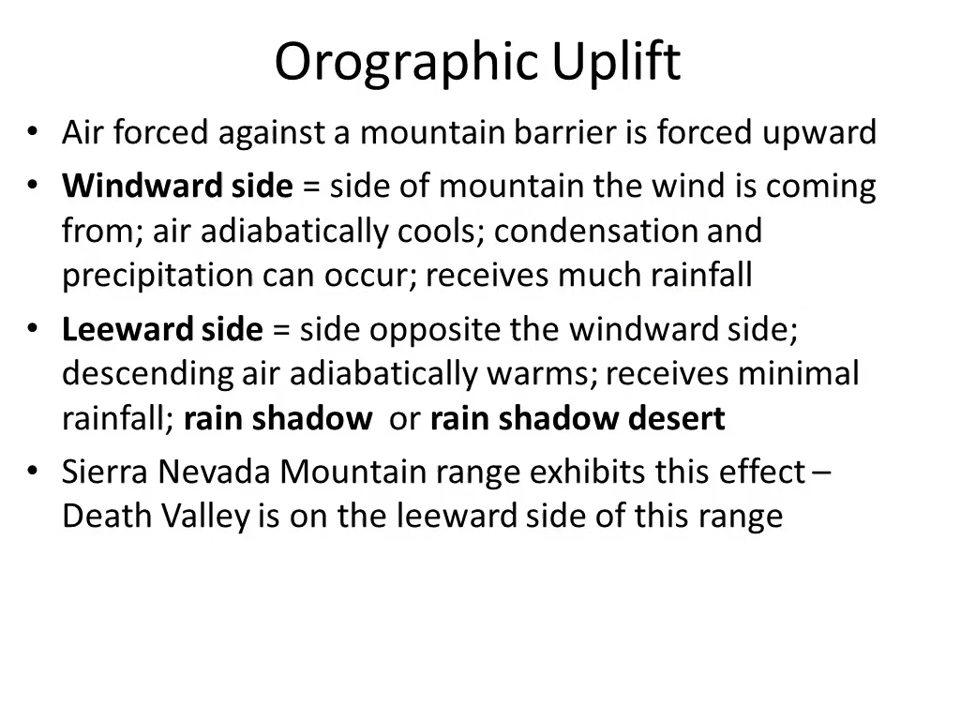 Orographic Uplift
• Air forced against a mountain barrier is forced upward
• Windward side = side of mountain the wind is coming
from; air adiabatically cools; condensation and
precipitation can occur; receives much rainfall
• Leeward side = side opposite the windward side;
descending air adiabatically warms; receives minimal
rainfall; rain shadow  or rain shadow desert
• Sierra Nevada Mountain range exhibits this effect –
Death Valley is on the leeward side of this range